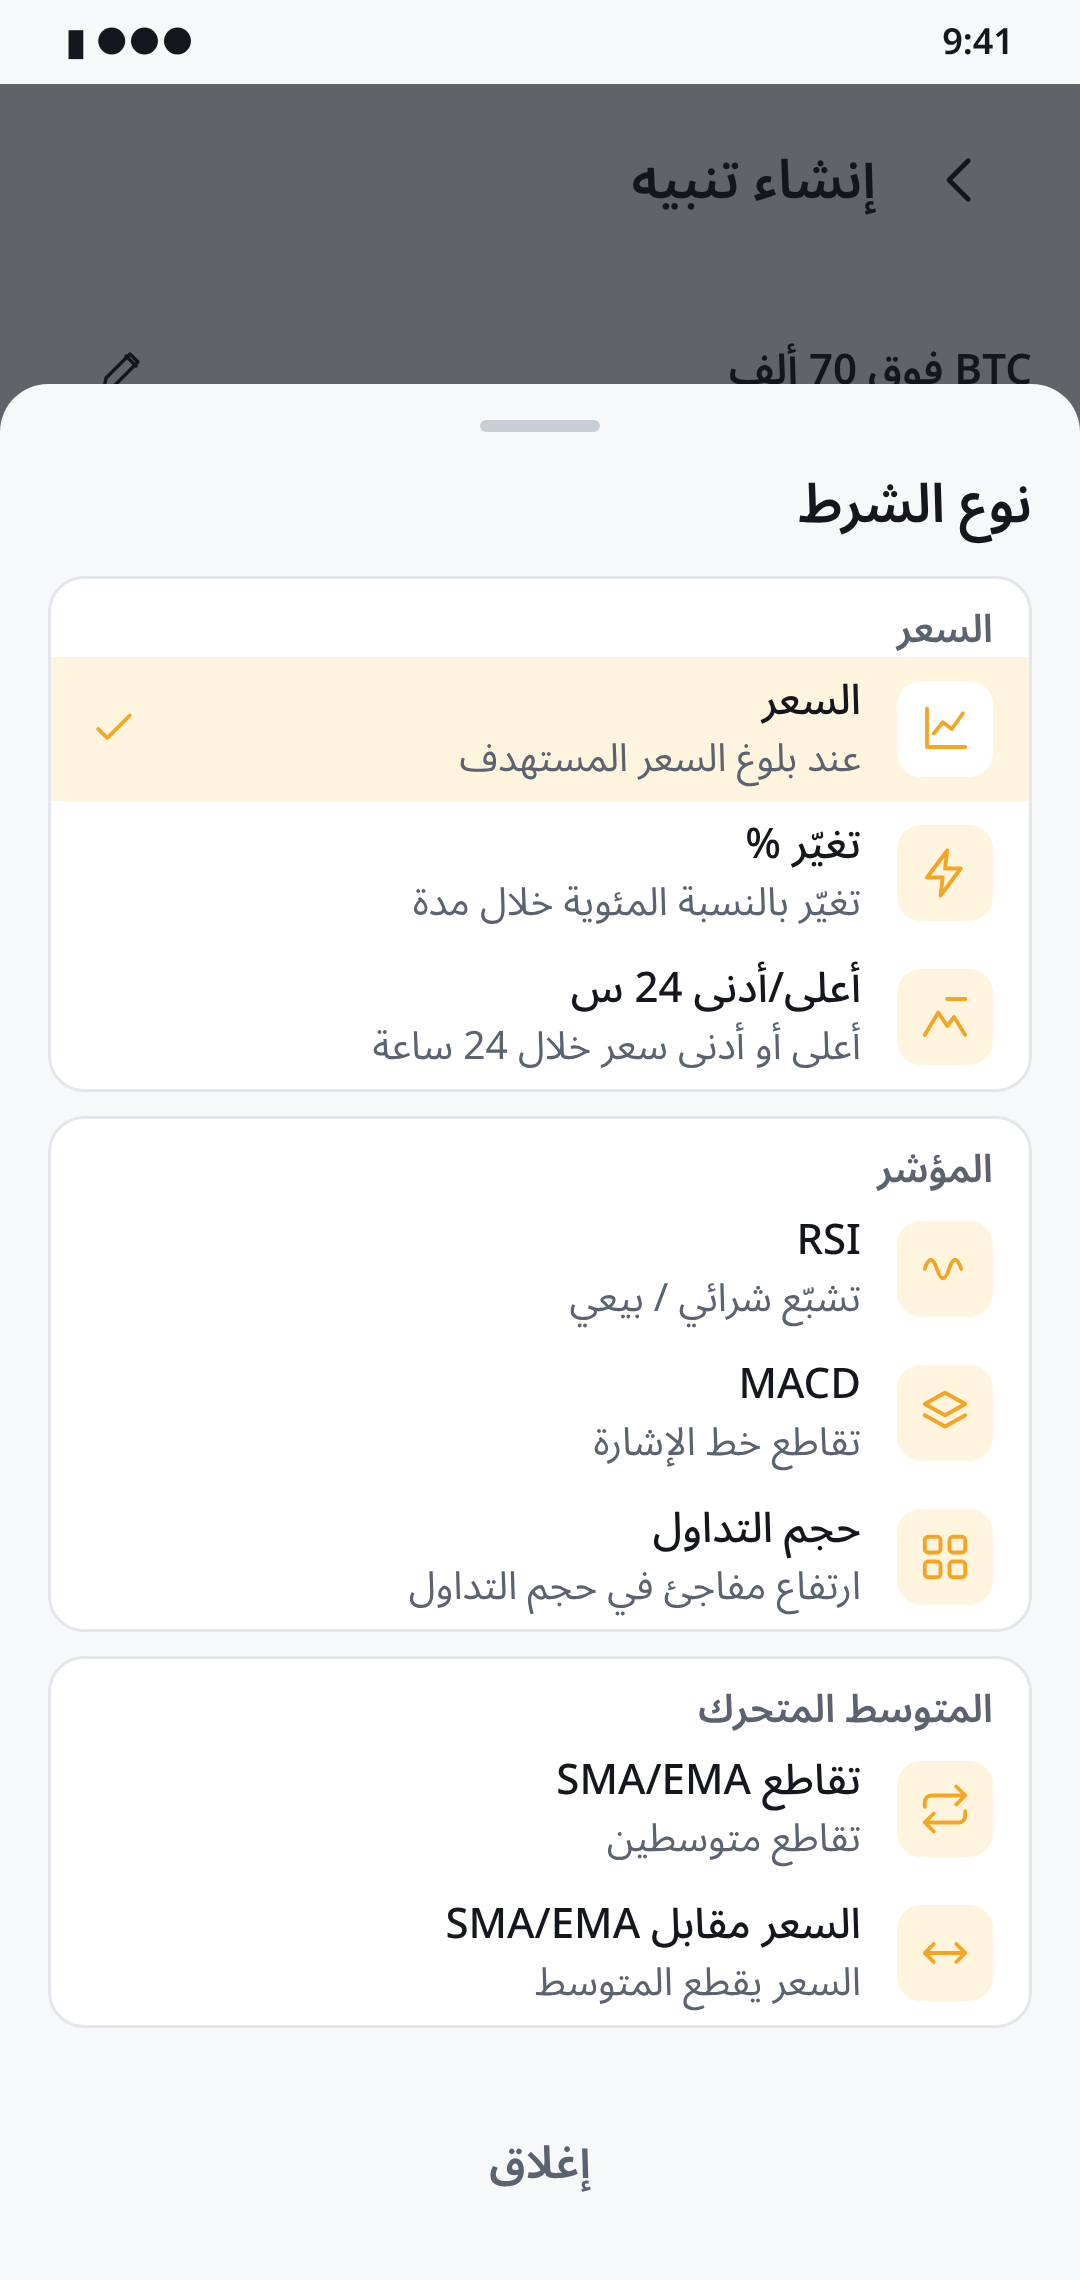 9:41
إنشاء تنبيه
BTC فوق 70 ألف
نوع الشرط
السعر
السعر
عند بلوغ السعر المستهدف
تغيّر %
تغيّر بالنسبة المئوية خلال مدة
أعلى/أدنى 24 س
أعلى أو أدنى سعر خلال 24 ساعة
المؤشر
RSI
تشبّع شرائي / بيعي
MACD
تقاطع خط الإشارة
حجم التداول
ارتفاع مفاجئ في حجم التداول
المتوسط المتحرك
تقاطع SMA/EMA
تقاطع متوسطين
السعر مقابل SMA/EMA
السعر يقطع المتوسط
إغلاق